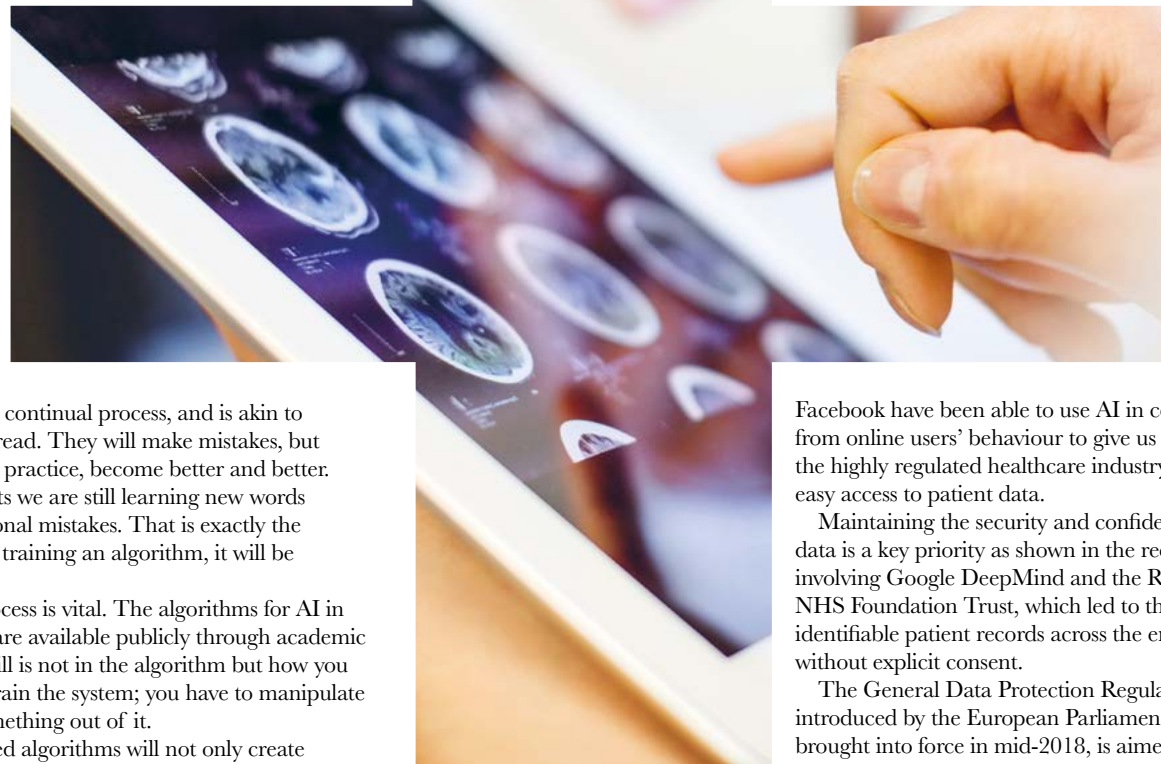 continual process, and is akin to
read. They will make mistakes, but
practice, become better and better.
ts we are still learning new words
onal mistakes. That is exactly the
training an algorithm, it will be
cess is vital. The algorithms for AI in
are available publicly through academic
ill is not in the algorithm but how you
rain the system; you have to manipulate
nething out of it.
ed algorithms will not only create
Facebook have been able to use AI in c
from online users’ behaviour to give us
the highly regulated healthcare industry
easy access to patient data.
Maintaining the security and confide
data is a key priority as shown in the rec
involving Google DeepMind and the R
NHS Foundation Trust, which led to th
identifiable patient records across the en
without explicit consent.
The General Data Protection Regula
introduced by the European Parliamen
brought into force in mid-2018, is aime